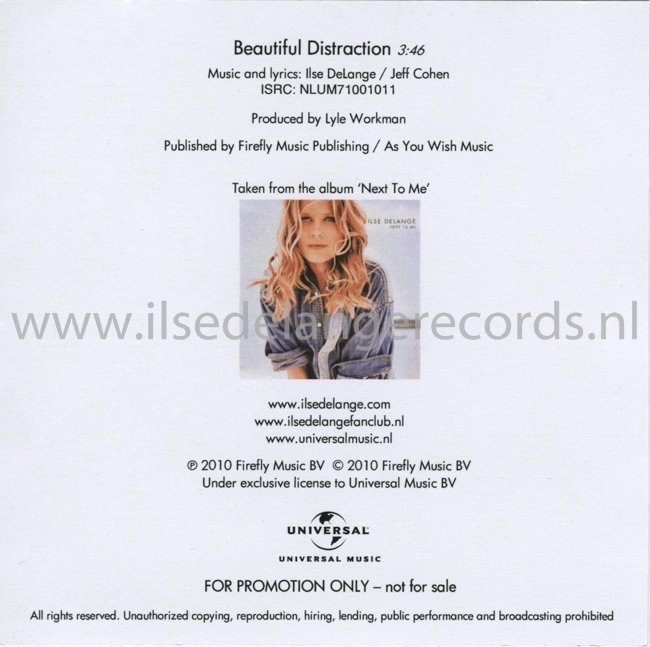 Beautiful Distraction 3:46
Music and lyrics: Ilse DeLange / Jeff Cohen
ISRC: NLUM71001011
Produced by Lyle Workman
Published by Firefly Music Publishing / As You Wish Music
Taken from the album ‘Next To Me’
ILSE DELANGE
NEXT TO ME
www.ilsedelangerecords.nl
www.ilsedelange.com
www.ilsedelangefanclub.nl
www.universalmusic.nl
℗ 2010 Firefly Music BV © 2010 Firefly Music BV
Under exclusive license to Universal Music BV
UNIVERSAL
UNIVERSAL MUSIC
FOR PROMOTION ONLY – not for sale
All rights reserved. Unauthorized copying, reproduction, hiring, lending, public performance and broadcasting prohibited